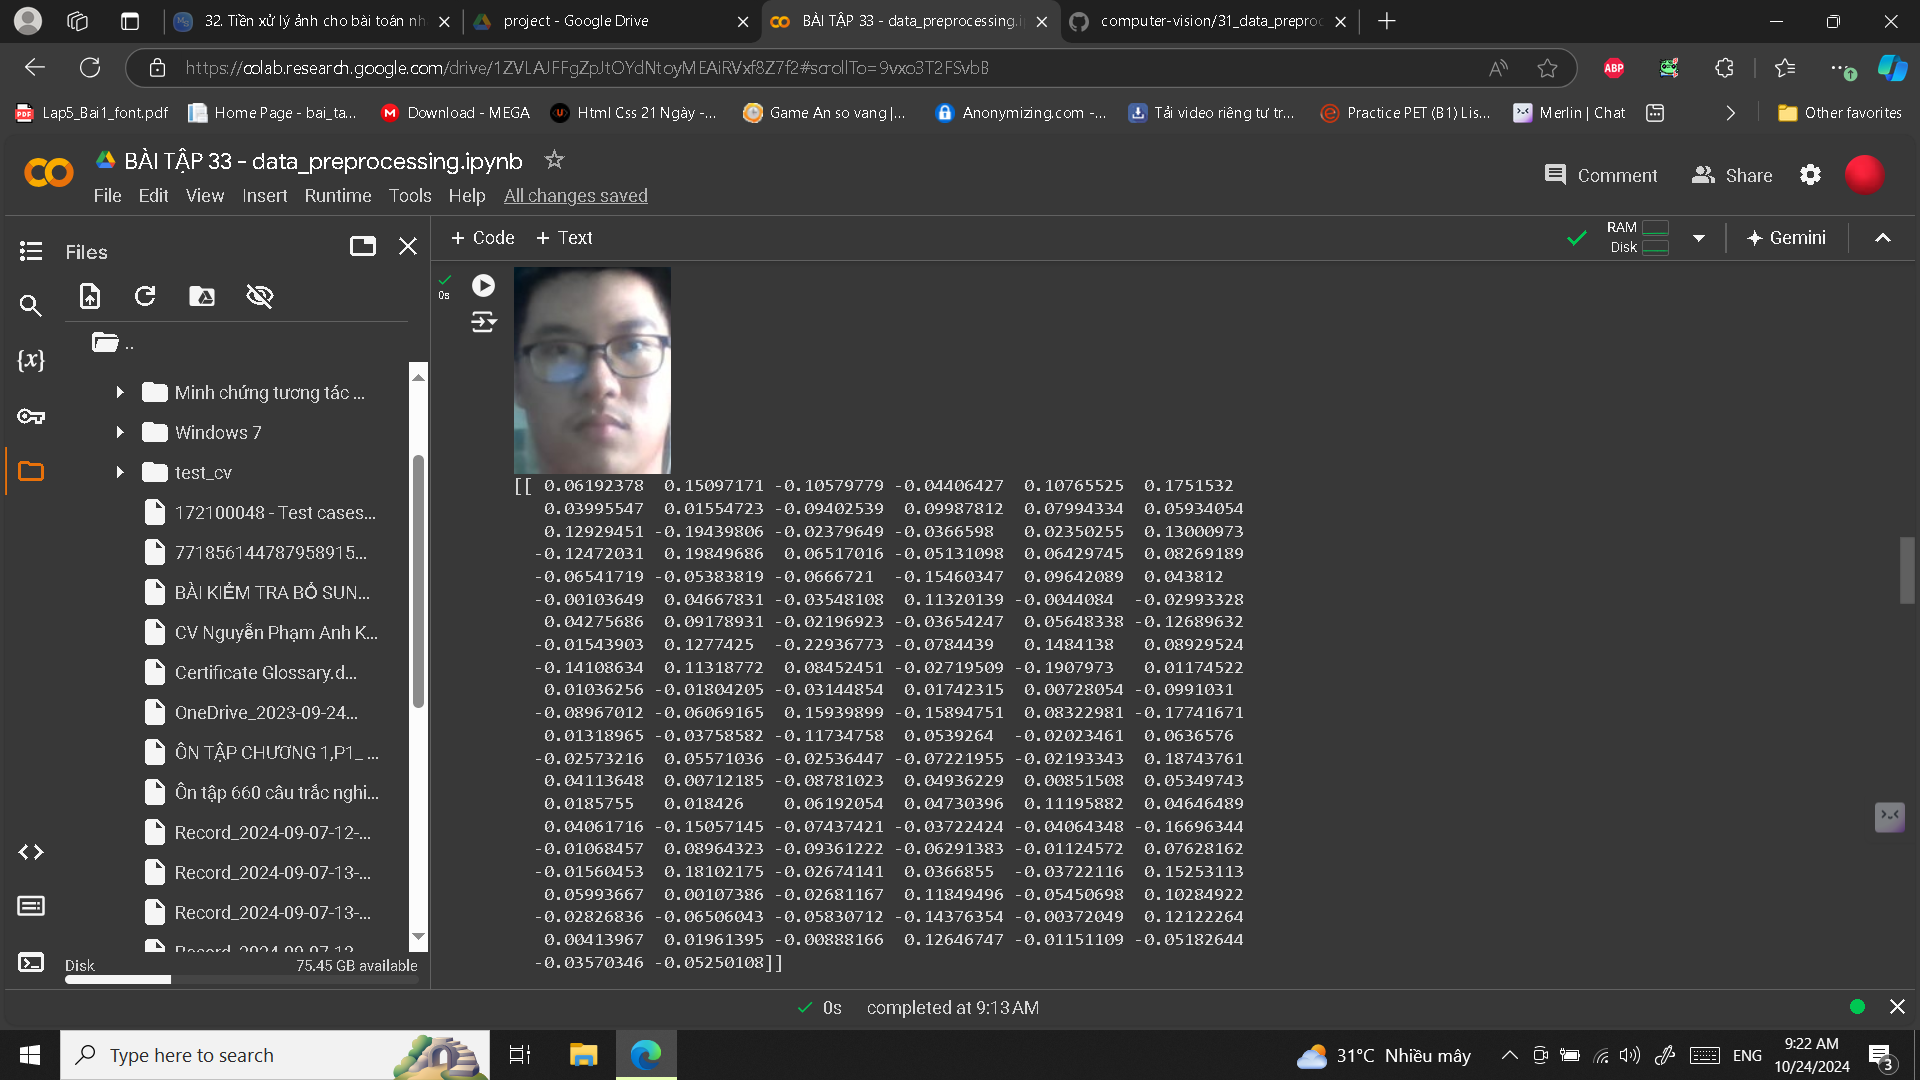 32. Tiền xử lý ảnh cho bài toán nh
project - Google Drive
BÀI TẬP 33 - data_preprocessing.i
computer-vision/31_data_preproc
https://colab.research.google.com/drive/1ZVLAJFFgZpJtOYdNtoyMEAiRVxf8Z7f2#scrollTo=9vxo3T2FSvbB
ABP
Lap5_Bai1_font.pdf
Home Page - bai_ta...
Download - MEGA
Html Css 21 Ngày -...
Game An so vang |...
Anonymizing.com -...
Tải video riêng tư tr...
Practice PET (B1) Lis...
Merlin | Chat
Other favorites
BÀI TẬP 33 - data_preprocessing.ipynb
Comment
Share
File Edit View Insert Runtime Tools Help All changes saved
Files
+ Code + Text
RAM
Disk
Gemini
0s
..
{x}
Minh chứng tương tác ...
Windows 7
test_cv
172100048 - Test cases...
771856144787958915...
BÀI KIỂM TRA BỔ SUN...
CV Nguyễn Phạm Anh K...
Certificate Glossary.d...
OneDrive_2023-09-24...
ÔN TẬP CHƯƠNG 1,P1_ ...
Ôn tập 660 câu trắc nghi...
Record_2024-09-07-12-...
Record_2024-09-07-13-...
Record_2024-09-07-13-...
Record_2024-09-07-13-...
Disk 75.45 GB available
[[ 0.06192378 0.15097171 -0.10579779 -0.04406427 0.10765525 0.1751532
0.03995547 0.01554723 -0.09402539 0.09987812 0.07994334 0.05934054
0.12929451 -0.19439806 -0.02379649 -0.0366598 0.02350255 0.13000973
-0.12472031 0.19849686 0.06517016 -0.05131098 0.06429745 0.08269189
-0.06541719 -0.05383819 -0.0666721 -0.15460347 0.09642089 0.043812
-0.00103649 0.04667831 -0.03548108 0.11320139 -0.0044084 -0.02993328
0.04275686 0.09178931 -0.02196923 -0.03654247 0.05648338 -0.12689632
-0.01543903 0.1277425 -0.22936773 -0.0784439 0.1484138 0.08929524
-0.14108634 0.11318772 0.08452451 -0.02719509 -0.1907973 0.01174522
0.01036256 -0.01804205 -0.03144854 0.01742315 0.00728054 -0.0991031
-0.08967012 -0.06069165 0.15939899 -0.15894751 0.08322981 -0.17741671
0.01318965 -0.03758582 -0.11734758 0.0539264 -0.02023461 0.0636576
-0.02573216 0.05571036 -0.02536447 -0.07221955 -0.02193343 0.18743761
0.04113648 0.00712185 -0.08781023 0.04936229 0.00851508 0.05349743
0.0185755 0.018426 0.06192054 0.04730396 0.11195882 0.04646489
0.04061716 -0.15057145 -0.07437421 -0.03722424 -0.04064348 -0.16696344
-0.01068457 0.08964323 -0.09361222 -0.06291383 -0.01124572 0.07628162
-0.01560453 0.18102175 -0.02674141 0.0366855 -0.03722116 0.15253113
0.05993667 0.00107386 -0.02681167 0.11849496 -0.05450698 0.10284922
-0.02826836 -0.06506043 -0.05830712 -0.14376354 -0.00372049 0.12122264
0.00413967 0.01961395 -0.00888166 0.12646747 -0.01151109 -0.05182644
-0.03570346 -0.05250108]]
0s completed at 9:13 AM
Type here to search
31°C Nhiều mây
ENG
9:22 AM
10/24/2024
3